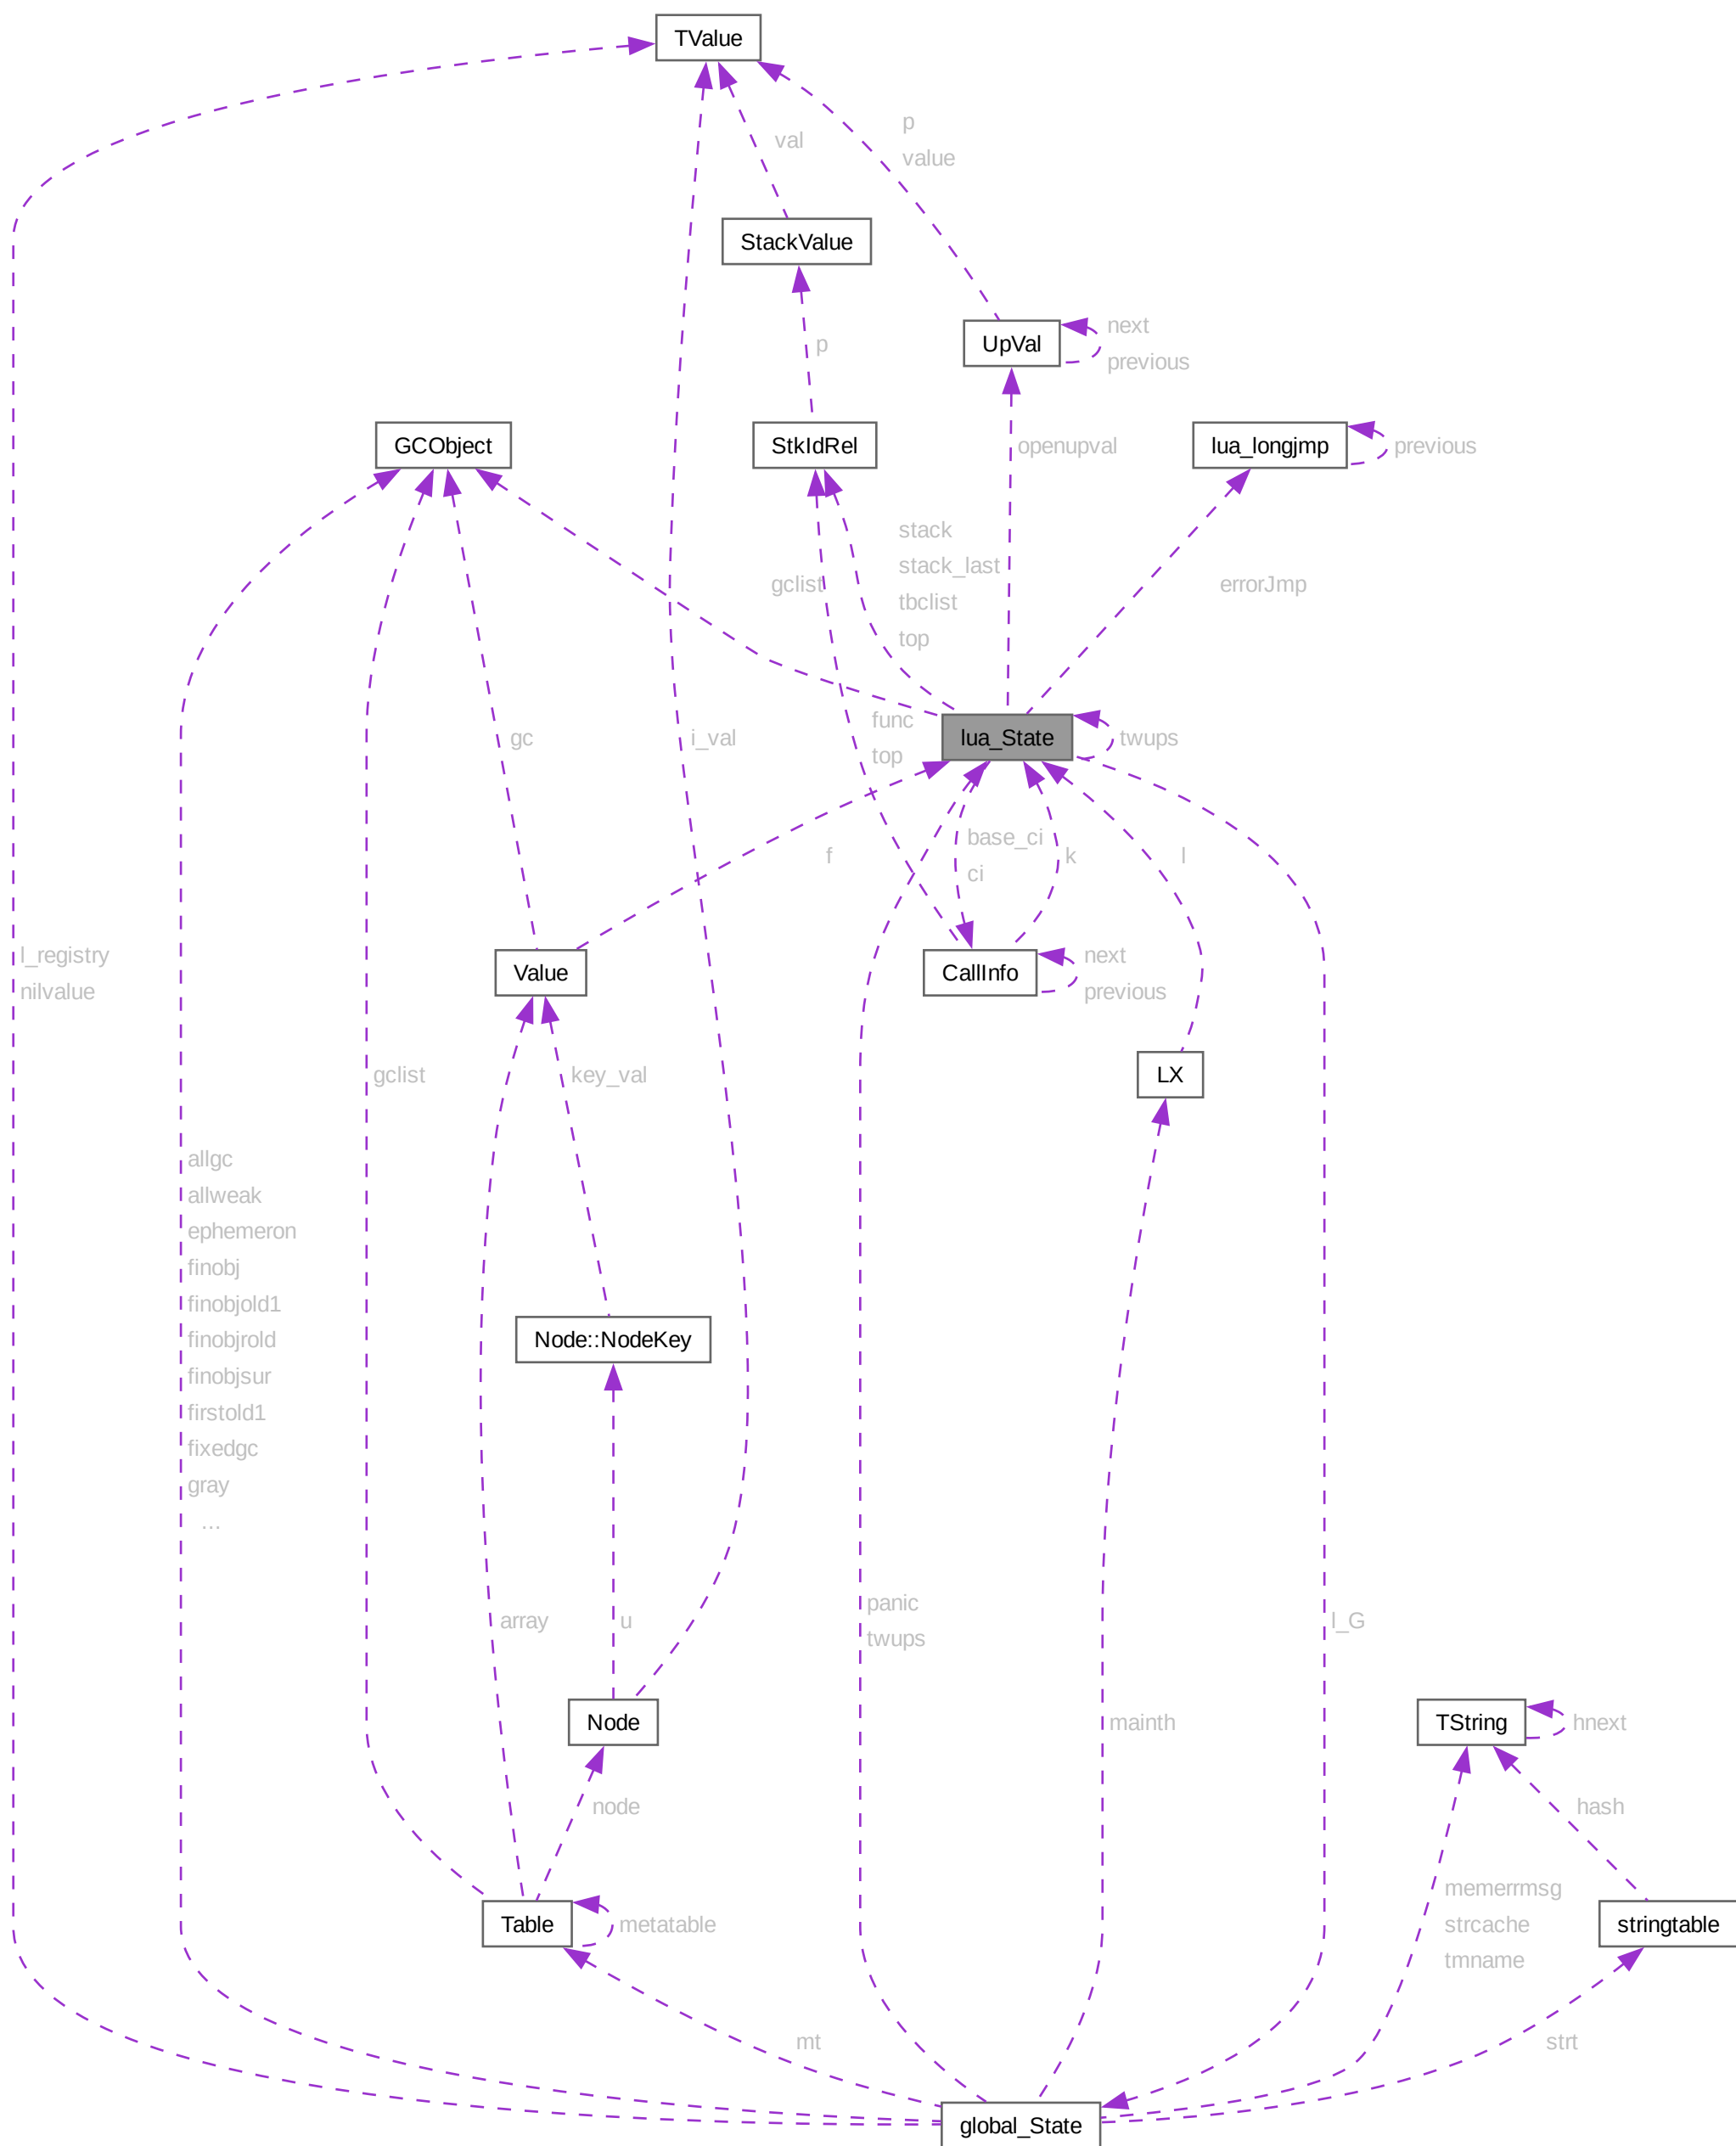 TValue
p
val
value
StackValue
next
UpVal
p
previous
GCObject
StkIdRel
openupval
lua_longjmp
previous
stack
stack_last
gclist
errorJmp
tbclist
top
func
gc
i_val
lua_State
twups
top
base_ci
f
k
l
ci
l_registry
next
Value
CallInfo
nilvalue
previous
gclist
key_val
LX
allgc
allweak
ephemeron
finobj
finobjold1
finobjrold
Node::NodeKey
finobjsur
firstold1
fixedgc
gray
...
panic
array
u
l_G
twups
Node
mainth
TString
hnext
node
hash
memerrmsg
Table
metatable
strcache
stringtable
tmname
mt
strt
global_State